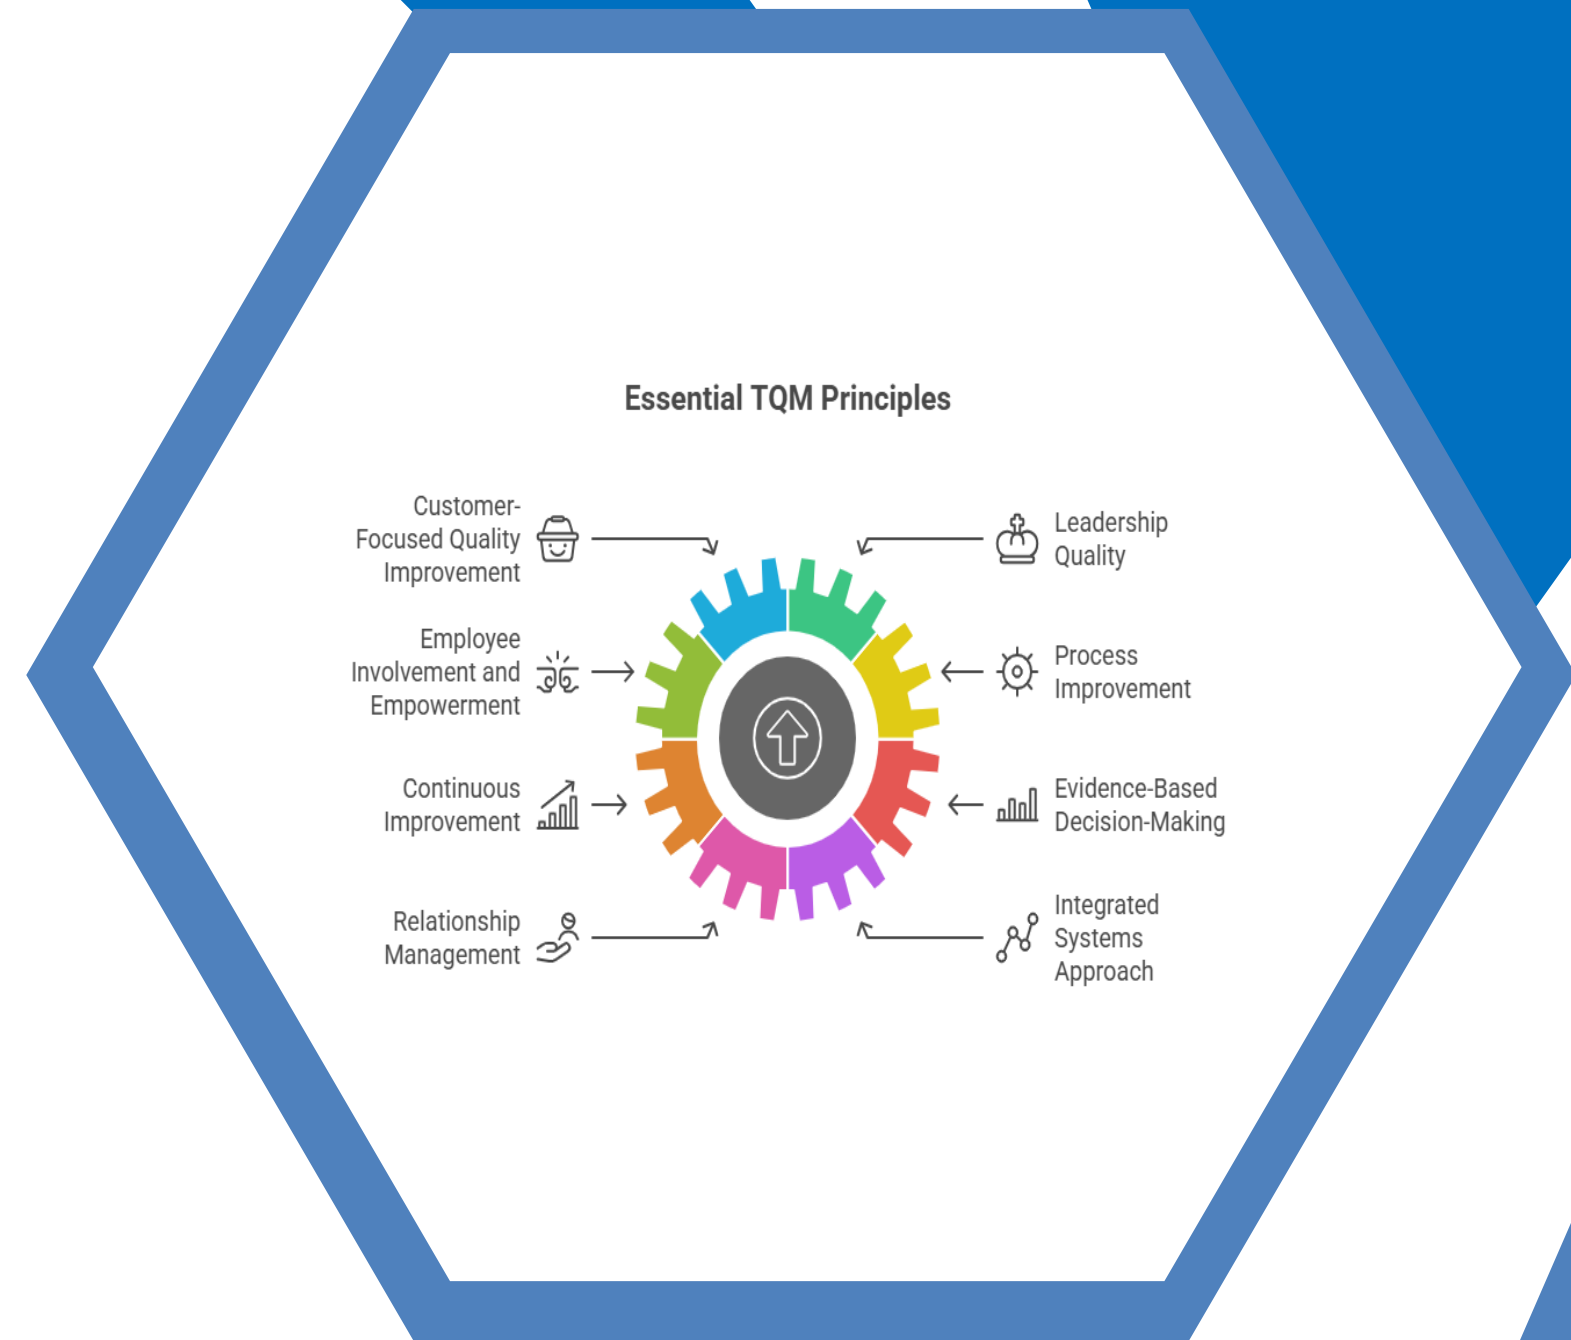 Essential TQM Principles
Customer-
Focused Quality
Improvement
Employee
Involvement and
Empowerment
Continuous
Improvement
Relationship
Management
Leadership
Quality
Process
Improvement
Evidence-Based
Decision-Making
Integrated
Systems
Approach